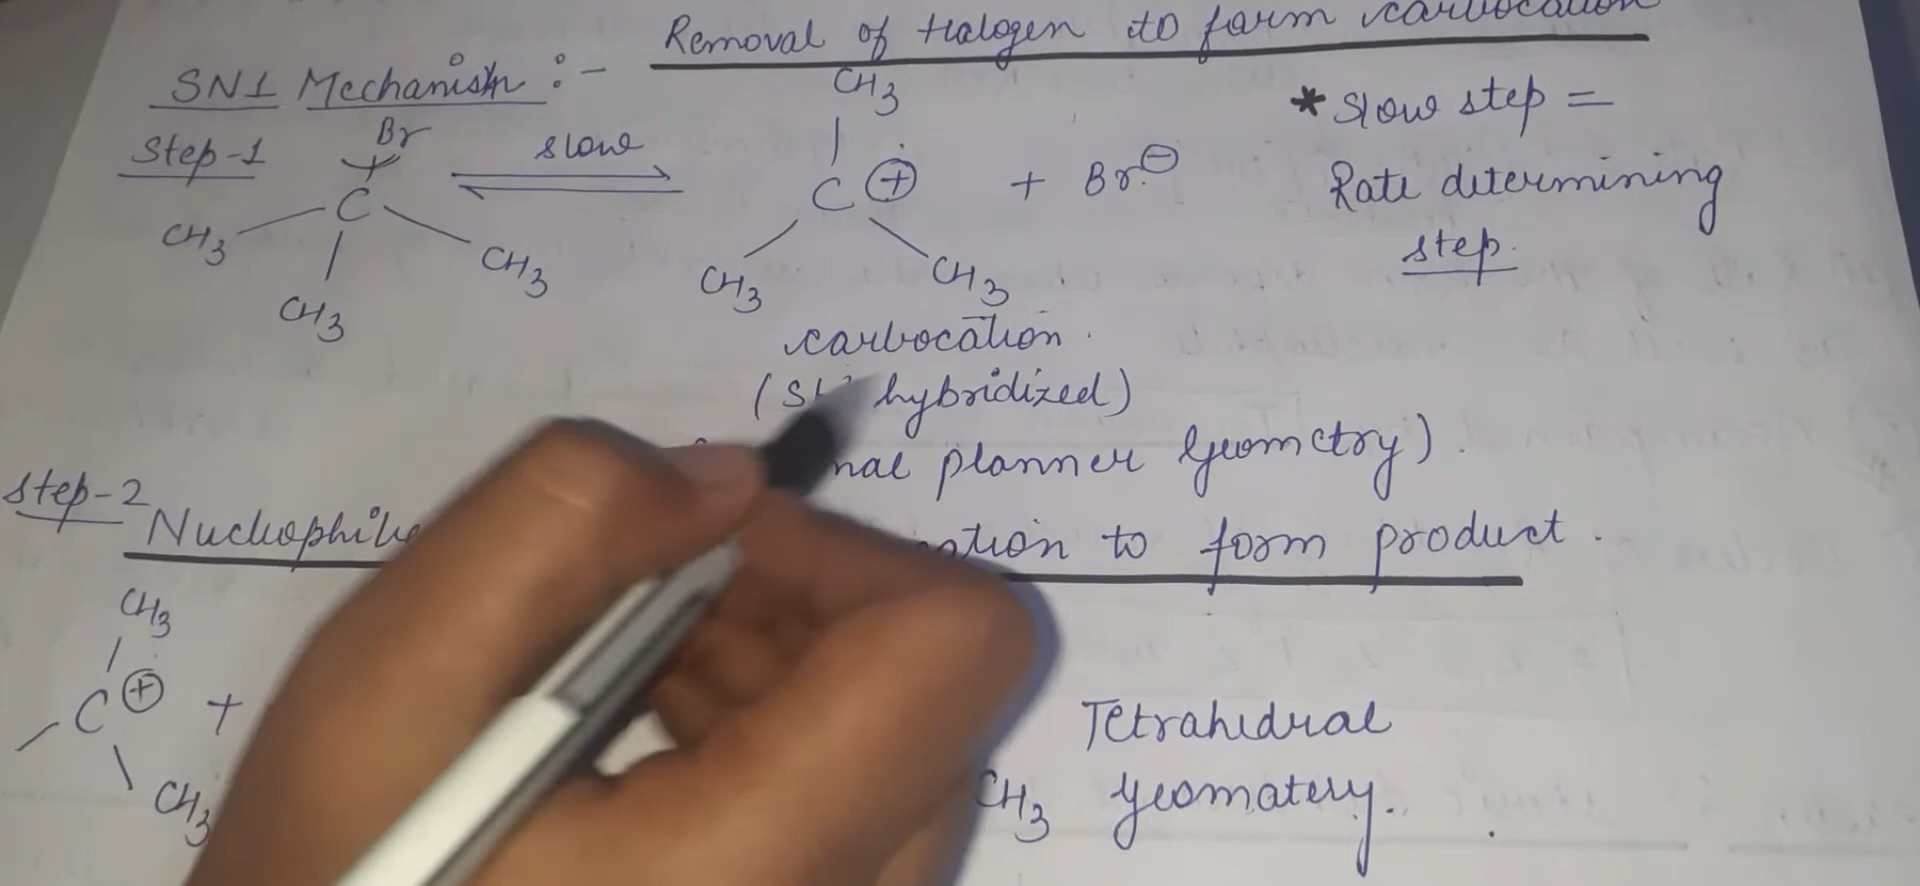 Removal of Halogen to form carbocation
SN1 Mechanism :-
Step-1
Br
C
CH3
CH3
CH3
slow
CH3
C ⊕
CH3
CH3
+ Br⊖
* Slow step =
Rate determining
step.
carbocation.
hybridized)
planner Geometry).
Step-2
to form product.
CH3
C ⊕ +
CH3
CH3
Tetrahedral
geomatery.